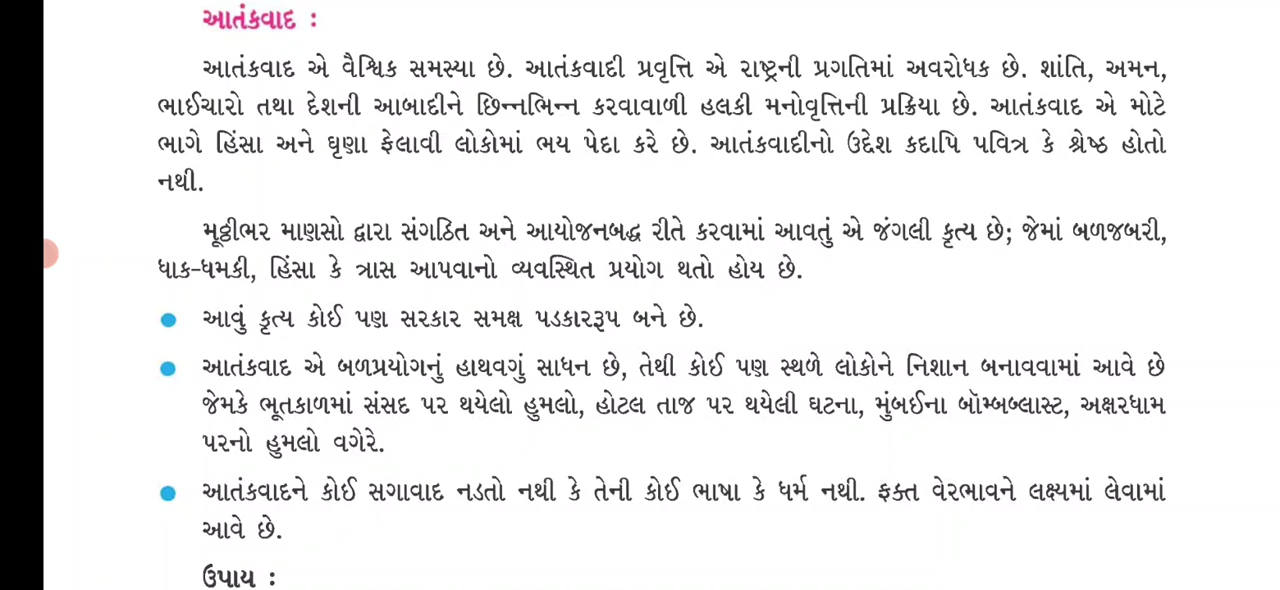 આતંકવાદ :
આતંકવાદ એ વૈશ્વિક સમસ્યા છે. આતંકવાદી પ્રવૃત્તિ એ રાષ્ટ્રની પ્રગતિમાં અવરોધક છે. શાંતિ, અમન,
ભાઈચારો તથા દેશની આબાદીને છિન્નભિન્ન કરવાવાળી હલકી મનોવૃત્તિની પ્રક્રિયા છે. આતંકવાદ એ મોટે
ભાગે હિંસા અને ઘૃણા ફેલાવી લોકોમાં ભય પેદા કરે છે. આતંકવાદીનો ઉદ્દેશ કદાપિ પવિત્ર કે શ્રેષ્ઠ હોતો
નથી.
મૂઠ્ઠીભર માણસો દ્વારા સંગઠિત અને આયોજનબદ્ધ રીતે કરવામાં આવતું એ જંગલી કૃત્ય છે; જેમાં બળજબરી,
ધાક-ધમકી, હિંસા કે ત્રાસ આપવાનો વ્યવસ્થિત પ્રયોગ થતો હોય છે.
● આવું કૃત્ય કોઈ પણ સરકાર સમક્ષ પડકારરૂપ બને છે.
● આતંકવાદ એ બળપ્રયોગનું હાથવગું સાધન છે, તેથી કોઈ પણ સ્થળે લોકોને નિશાન બનાવવામાં આવે છે
જેમકે ભૂતકાળમાં સંસદ પર થયેલો હુમલો, હોટલ તાજ પર થયેલી ઘટના, મુંબઈના બૉમ્બબ્લાસ્ટ, અક્ષરધામ
પરનો હુમલો વગેરે.
● આતંકવાદને કોઈ સગાવાદ નડતો નથી કે તેની કોઈ ભાષા કે ધર્મ નથી. ફક્ત વેરભાવને લક્ષ્યમાં લેવામાં
આવે છે.
ઉપાય :